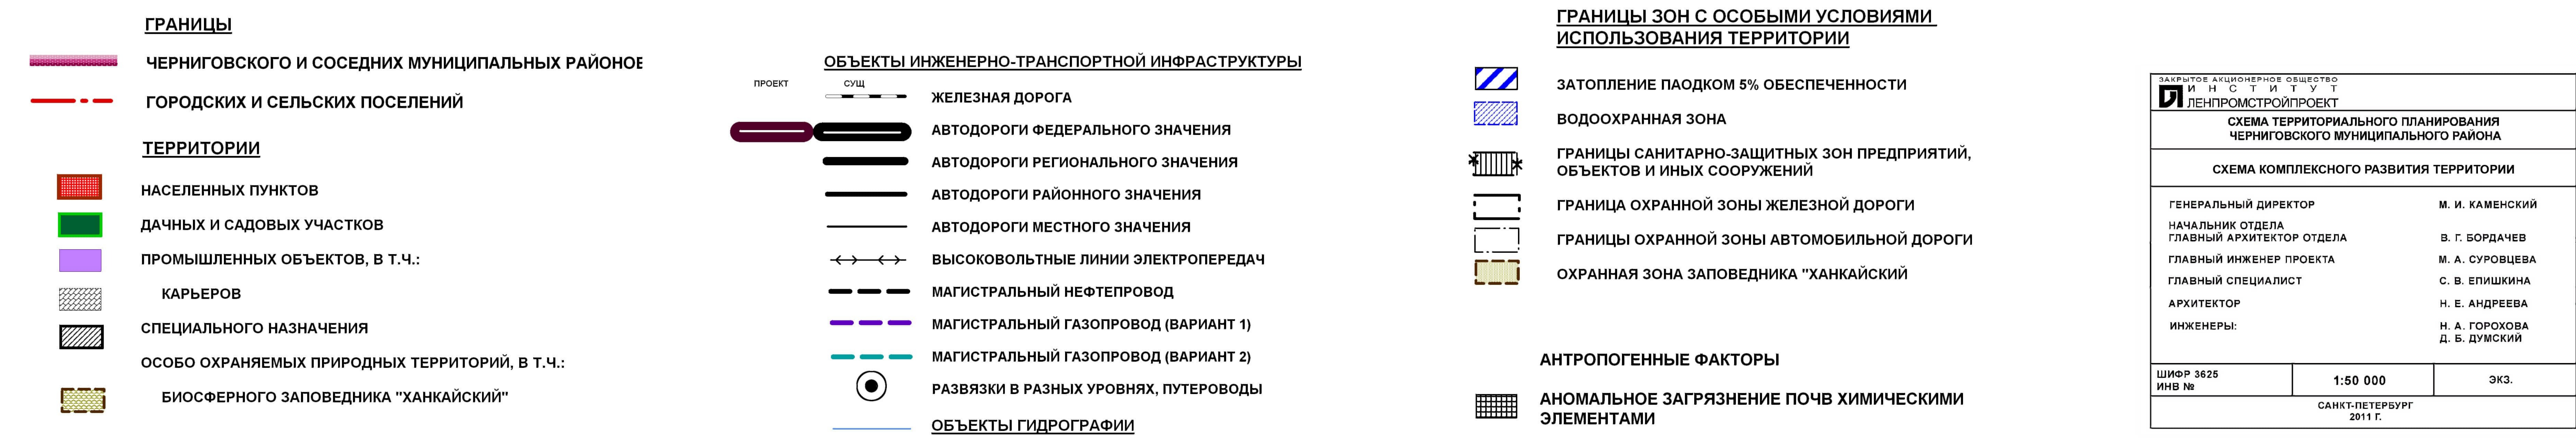 ГРАНИЦЫ
ЧЕРНИГОВСКОГО И СОСЕДНИХ МУНИЦИПАЛЬНЫХ РАЙОНОВ
ГОРОДСКИХ И СЕЛЬСКИХ ПОСЕЛЕНИЙ
ТЕРРИТОРИИ
НАСЕЛЕННЫХ ПУНКТОВ
ДАЧНЫХ И САДОВЫХ УЧАСТКОВ
ПРОМЫШЛЕННЫХ ОБЪЕКТОВ, В Т.Ч.:
КАРЬЕРОВ
СПЕЦИАЛЬНОГО НАЗНАЧЕНИЯ
ОСОБО ОХРАНЯЕМЫХ ПРИРОДНЫХ ТЕРРИТОРИЙ, В Т.Ч.:
БИОСФЕРНОГО ЗАПОВЕДНИКА "ХАНКАЙСКИЙ"
ОБЪЕКТЫ ИНЖЕНЕРНО-ТРАНСПОРТНОЙ ИНФРАСТРУКТУРЫ
ПРОЕКТ СУЩ
ЖЕЛЕЗНАЯ ДОРОГА
АВТОДОРОГИ ФЕДЕРАЛЬНОГО ЗНАЧЕНИЯ
АВТОДОРОГИ РЕГИОНАЛЬНОГО ЗНАЧЕНИЯ
АВТОДОРОГИ РАЙОННОГО ЗНАЧЕНИЯ
АВТОДОРОГИ МЕСТНОГО ЗНАЧЕНИЯ
ВЫСОКОВОЛЬТНЫЕ ЛИНИИ ЭЛЕКТРОПЕРЕДАЧ
МАГИСТРАЛЬНЫЙ НЕФТЕПРОВОД
МАГИСТРАЛЬНЫЙ ГАЗОПРОВОД (ВАРИАНТ 1)
МАГИСТРАЛЬНЫЙ ГАЗОПРОВОД (ВАРИАНТ 2)
РАЗВЯЗКИ В РАЗНЫХ УРОВНЯХ, ПУТЕРОВОДЫ
ОБЪЕКТЫ ГИДРОГРАФИИ
ГРАНИЦЫ ЗОН С ОСОБЫМИ УСЛОВИЯМИ
ИСПОЛЬЗОВАНИЯ ТЕРРИТОРИИ
ЗАТОПЛЕНИЕ ПАОДКОМ 5% ОБЕСПЕЧЕННОСТИ
ВОДООХРАННАЯ ЗОНА
ГРАНИЦЫ САНИТАРНО-ЗАЩИТНЫХ ЗОН ПРЕДПРИЯТИЙ,
ОБЪЕКТОВ И ИНЫХ СООРУЖЕНИЙ
ГРАНИЦА ОХРАННОЙ ЗОНЫ ЖЕЛЕЗНОЙ ДОРОГИ
ГРАНИЦЫ ОХРАННОЙ ЗОНЫ АВТОМОБИЛЬНОЙ ДОРОГИ
ОХРАННАЯ ЗОНА ЗАПОВЕДНИКА "ХАНКАЙСКИЙ
АНТРОПОГЕННЫЕ ФАКТОРЫ
АНОМАЛЬНОЕ ЗАГРЯЗНЕНИЕ ПОЧВ ХИМИЧЕСКИМИ
ЭЛЕМЕНТАМИ
ЗАКРЫТОЕ АКЦИОНЕРНОЕ ОБЩЕСТВО
ИНСТИТУТ
ЛЕНПРОМСТРОЙПРОЕКТ
СХЕМА ТЕРРИТОРИАЛЬНОГО ПЛАНИРОВАНИЯ
ЧЕРНИГОВСКОГО МУНИЦИПАЛЬНОГО РАЙОНА
СХЕМА КОМПЛЕКСНОГО РАЗВИТИЯ ТЕРРИТОРИИ
ГЕНЕРАЛЬНЫЙ ДИРЕКТОР М. И. КАМЕНСКИЙ
НАЧАЛЬНИК ОТДЕЛА
ГЛАВНЫЙ АРХИТЕКТОР ОТДЕЛА В. Г. БОРДАЧЕВ
ГЛАВНЫЙ ИНЖЕНЕР ПРОЕКТА М. А. СУРОВЦЕВА
ГЛАВНЫЙ СПЕЦИАЛИСТ С. В. ЕПИШКИНА
АРХИТЕКТОР Н. Е. АНДРЕЕВА
ИНЖЕНЕРЫ: Н. А. ГОРОХОВА
Д. Б. ДУМСКИЙ
ШИФР 3625
ИНВ №
1:50 000
ЭКЗ.
САНКТ-ПЕТЕРБУРГ
2011 Г.